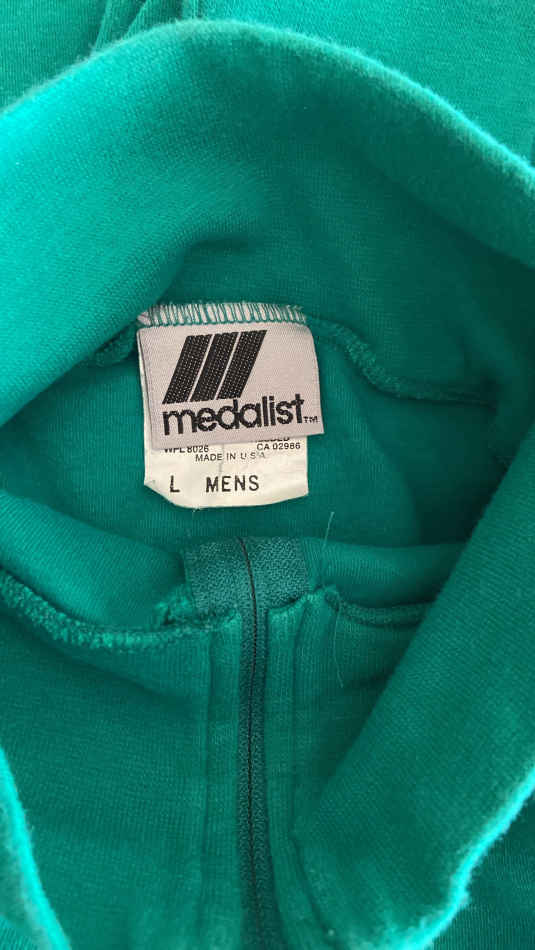 medalist™
WPL 8026
CA 02986
MADE IN U S A
L MENS